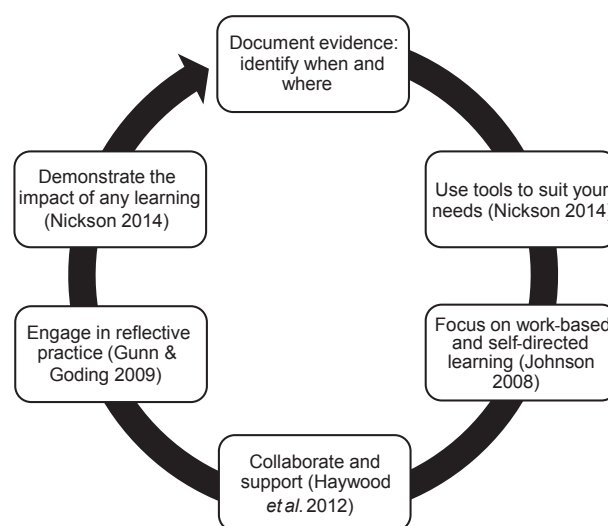 Document evidence:
identify when and
where
Use tools to suit your
needs (Nickson 2014)
Focus on work-based
and self-directed
learning (Johnson
2008)
Collaborate and
support (Haywood
et al. 2012)
Engage in reflective
practice (Gunn &
Goding 2009)
Demonstrate the
impact of any learning
(Nickson 2014)